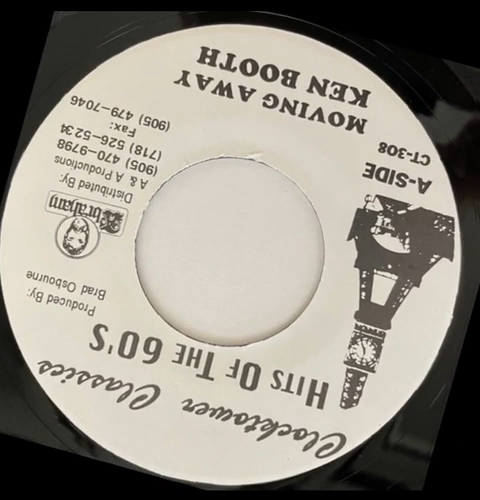 Clocktower Classics
HITS OF THE 60'S
Produced By:
Brad Osbourne
Abraham
Distributed By:
A & A Productions
(905) 470-9798
(718) 526-5234
Fax:
(905) 479-7046
A-SIDE
CT-308
MOVING AWAY
KEN BOOTH